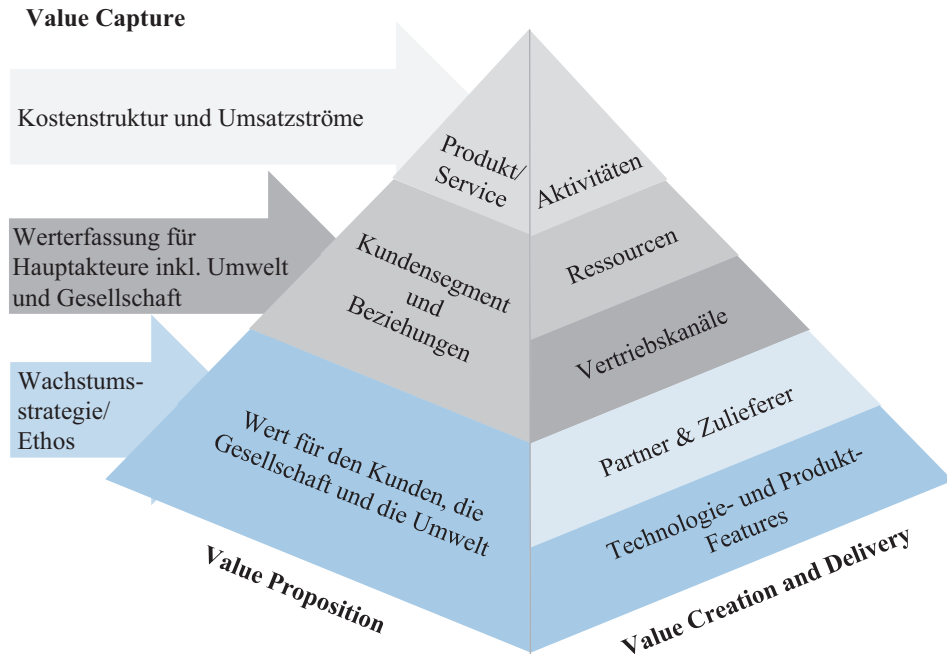 Value Capture
Kostenstruktur und Umsatzströme
Werterfassung für
Hauptakteure inkl. Umwelt
und Gesellschaft
Wachstums-
strategie/
Ethos
Produkt/
Service
Kundensegment
und
Beziehungen
Wert für den Kunden, die
Gesellschaft und die Umwelt
Value Proposition
Aktivitäten
Ressourcen
Vertriebskanäle
Partner & Zulieferer
Technologie- und Produkt-
Features
Value Creation and Delivery